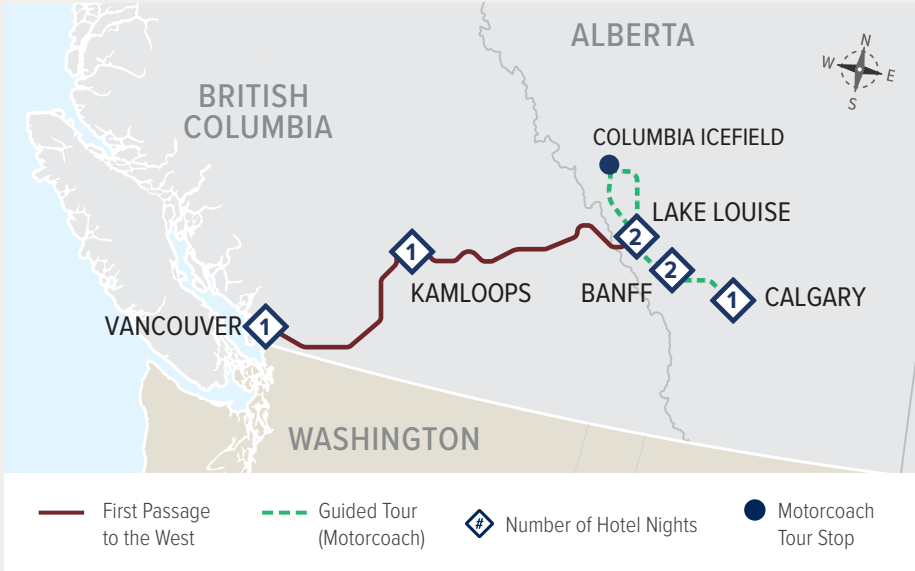 ALBERTA
N
W
E
S
BRITISH
COLUMBIA
COLUMBIA ICEFIELD
LAKE LOUISE
2
1
KAMLOOPS
2
BANFF
1
CALGARY
VANCOUVER
1
WASHINGTON
First Passage
to the West
Guided Tour
(Motorcoach)
#
Number of Hotel Nights
Motorcoach
Tour Stop